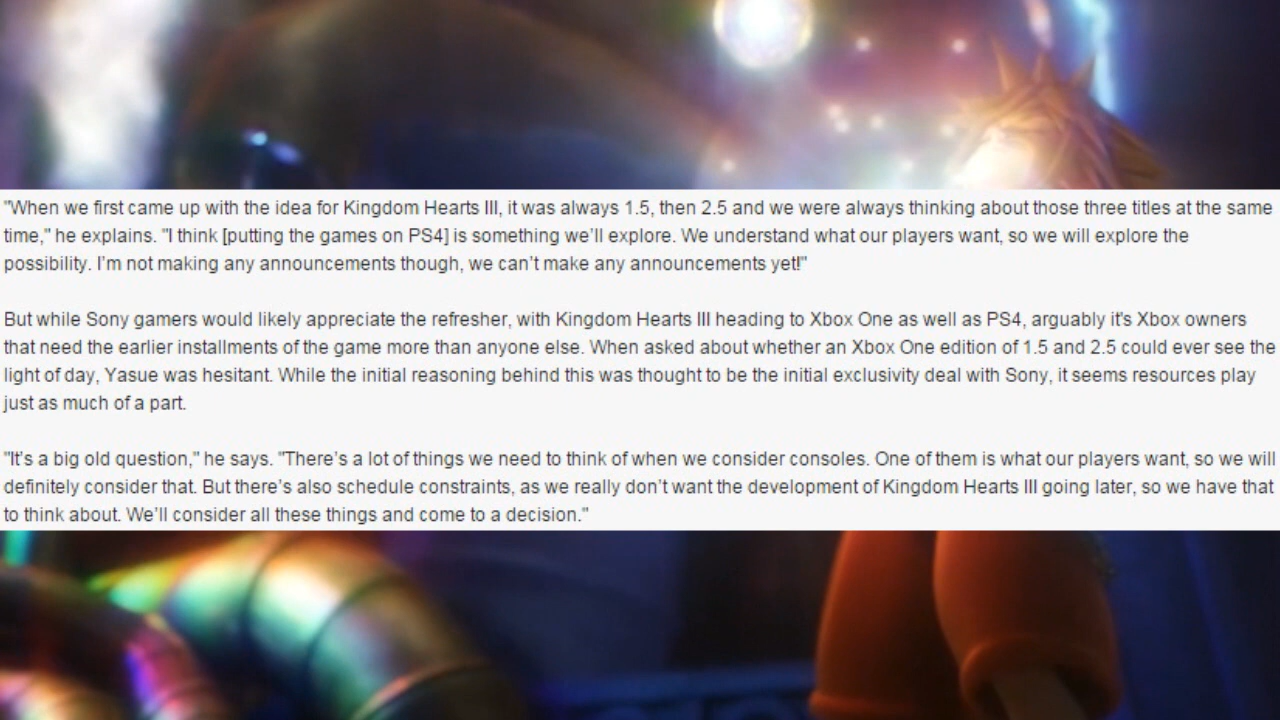 "When we first came up with the idea for Kingdom Hearts III, it was always 1.5, then 2.5 and we were always thinking about those three titles at the same
time," he explains. "I think [putting the games on PS4] is something we'll explore. We understand what our players want, so we will explore the
possibility. I'm not making any announcements though, we can't make any announcements yet!"
But while Sony gamers would likely appreciate the refresher, with Kingdom Hearts III heading to Xbox One as well as PS4, arguably it's Xbox owners
that need the earlier installments of the game more than anyone else. When asked about whether an Xbox One edition of 1.5 and 2.5 could ever see the
light of day, Yasue was hesitant. While the initial reasoning behind this was thought to be the initial exclusivity deal with Sony, it seems resources play
just as much of a part.
"It's a big old question," he says. "There's a lot of things we need to think of when we consider consoles. One of them is what our players want, so we will
definitely consider that. But there's also schedule constraints, as we really don't want the development of Kingdom Hearts III going later, so we have that
to think about. We'll consider all these things and come to a decision."